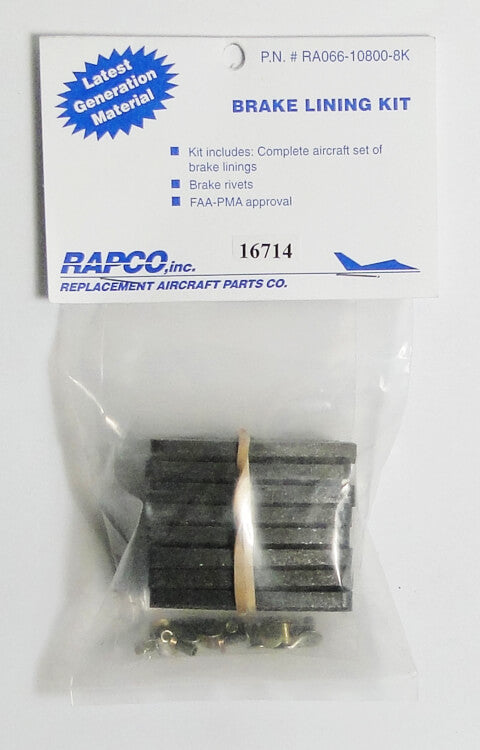 Latest
Generation
Material
P.N. # RA066-10800-8K
BRAKE LINING KIT
Kit includes: Complete aircraft set of
brake linings
Brake rivets
FAA-PMA approval
16714
RAPCO,inc.
REPLACEMENT AIRCRAFT PARTS CO.